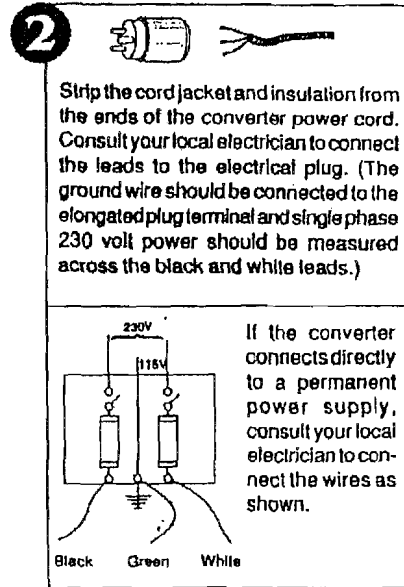 2
Strip the cord jacket and insulation from
the ends of the converter power cord.
Consult your local electrician to connect
the leads to the electrical plug. (The
ground wire should be connected to the
elongated plug terminal and single phase
230 volt power should be measured
across the black and white leads.)
230V
115V
If the converter
connects directly
to a permanent
power supply,
consult your local
electrician to con-
nect the wires as
shown.
Black Green White